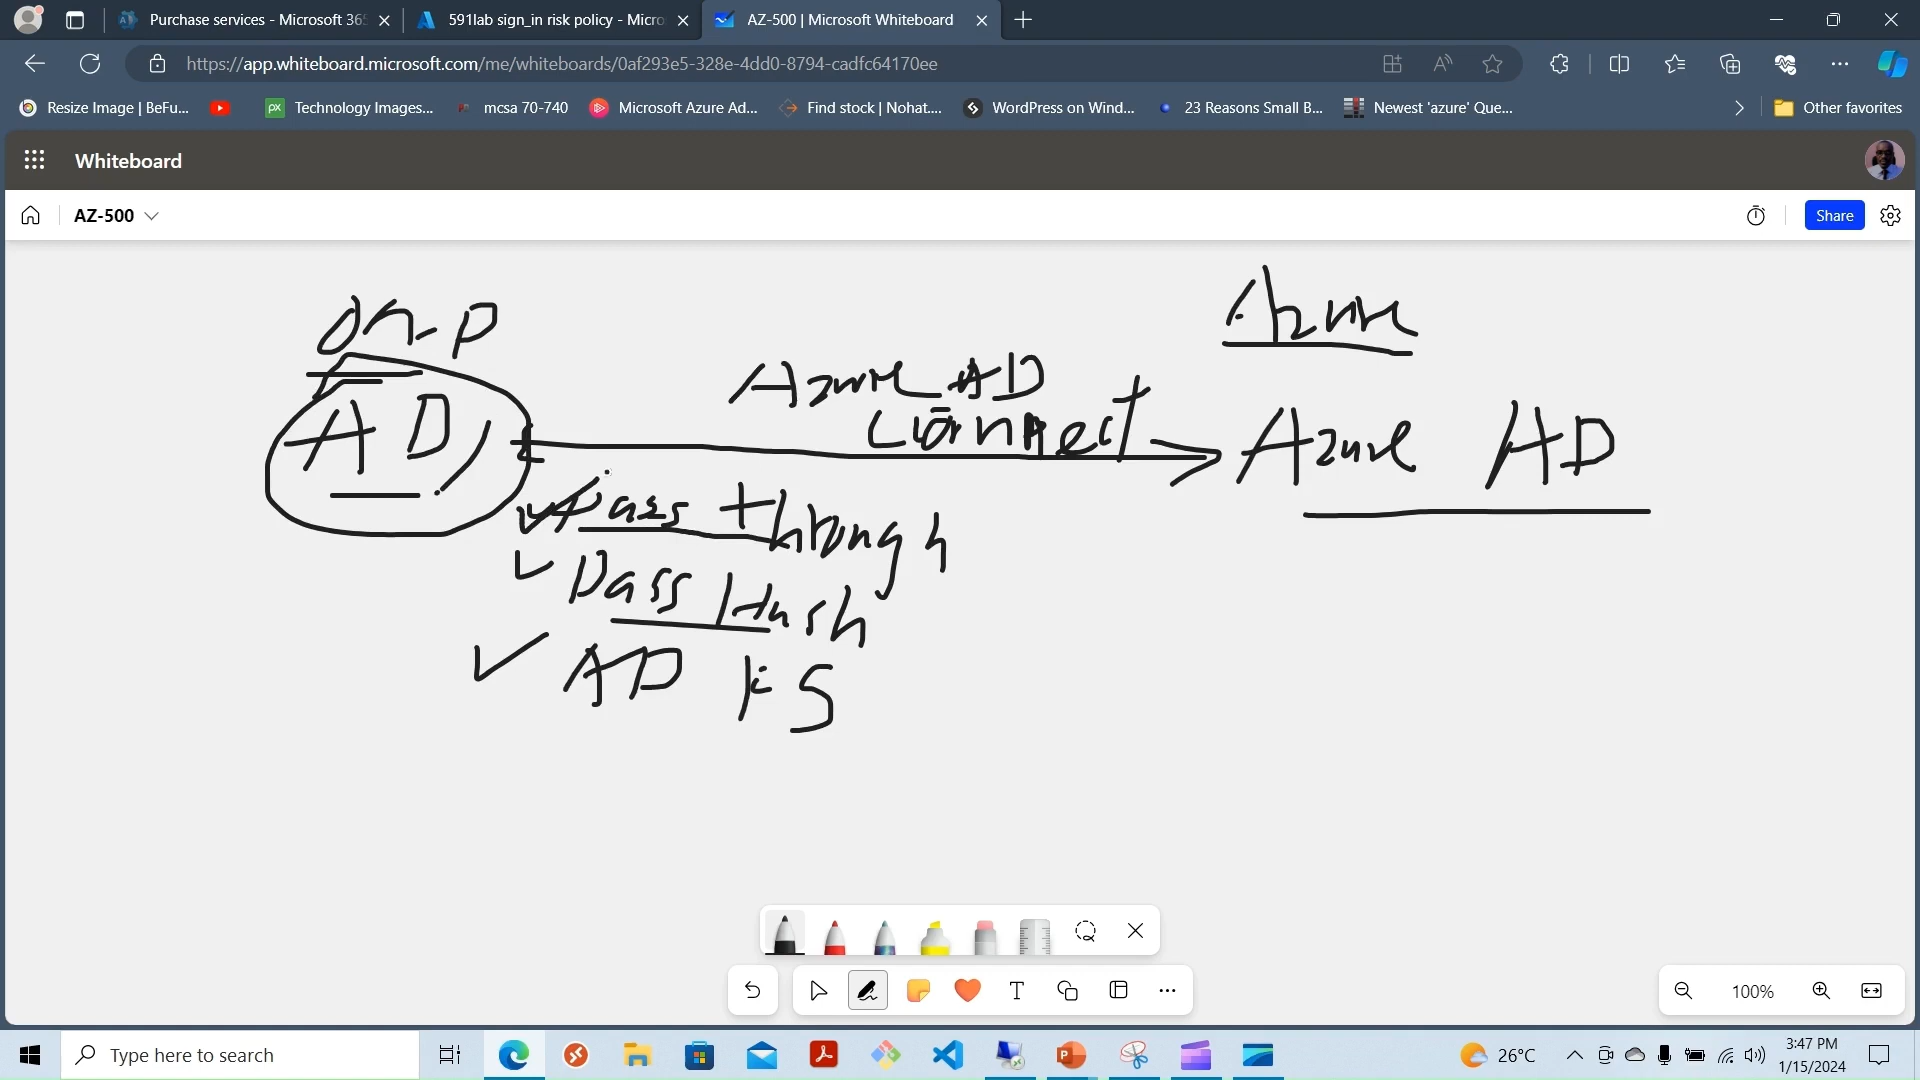 Purchase services - Microsoft 36
591lab sign_in risk policy - Micro
AZ-500 | Microsoft Whiteboard
https://app.whiteboard.microsoft.com/me/whiteboards/0af293e5-328e-4dd0-8794-cadfc64170ee
Resize Image | BeFu...
Technology Images...
mcsa 70-740
Microsoft Azure Ad...
Find stock | Nohat....
WordPress on Wind...
23 Reasons Small B...
Newest 'azure' Que...
Other favorites
Whiteboard
AZ-500
Share
on-p
Azure
AD
Azure AD
Connect
Azure AD
Pass through
Pass Hash
AD FS
100%
Type here to search
26°C
3:47 PM
1/15/2024